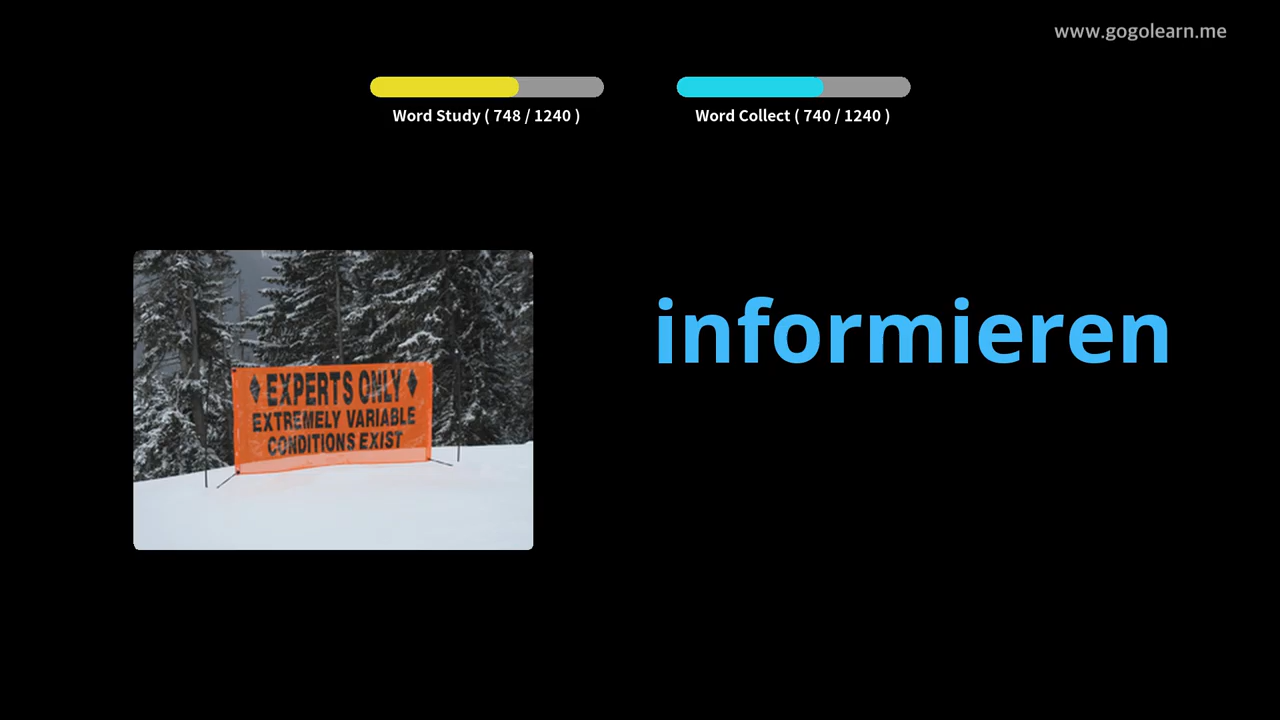 www.gogolearn.me
Word Study ( 748 / 1240 )
Word Collect ( 740 / 1240 )
informieren
EXPERTS ONLY
EXTREMELY VARIABLE
CONDITIONS EXIST